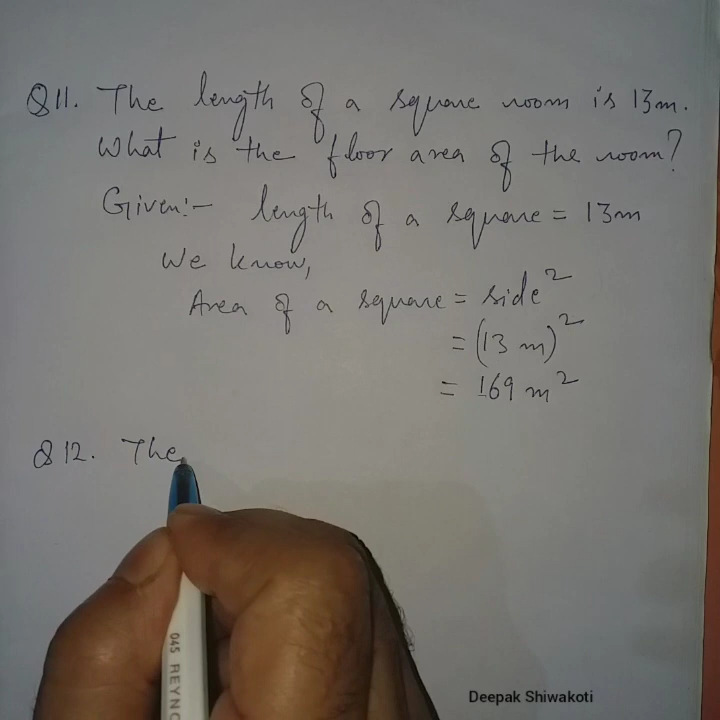 Q11. The length of a square room is 13m.
What is the floor area of the room?
Given:- length of a square = 13m
We know,
Area of a square = side²
= (13 m)²
= 169 m²
Q12. The
045 REYNO
Deepak Shiwakoti